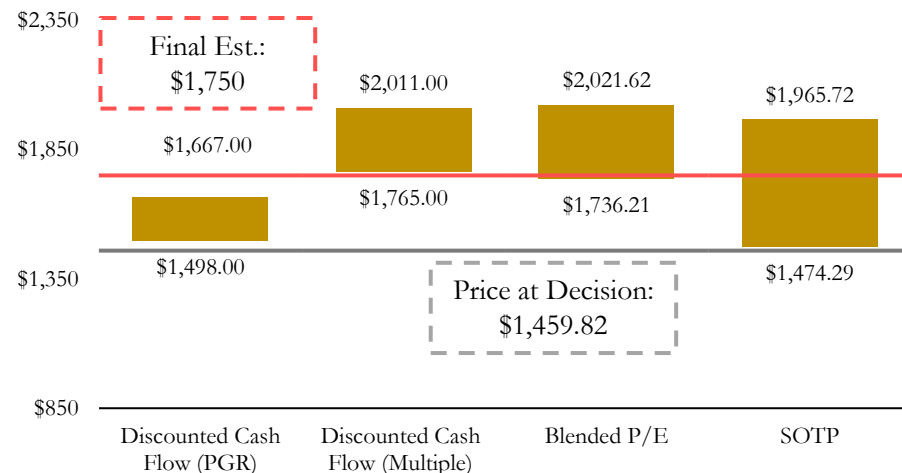 $2,350
Final Est.:
$1,750
$2,011.00
$2,021.62
$1,965.72
$1,850
$1,667.00
$1,765.00
$1,736.21
$1,498.00
$1,474.29
$1,350
Price at Decision:
$1,459.82
$850
Discounted Cash
Flow (PGR)
Discounted Cash
Flow (Multiple)
Blended P/E
SOTP